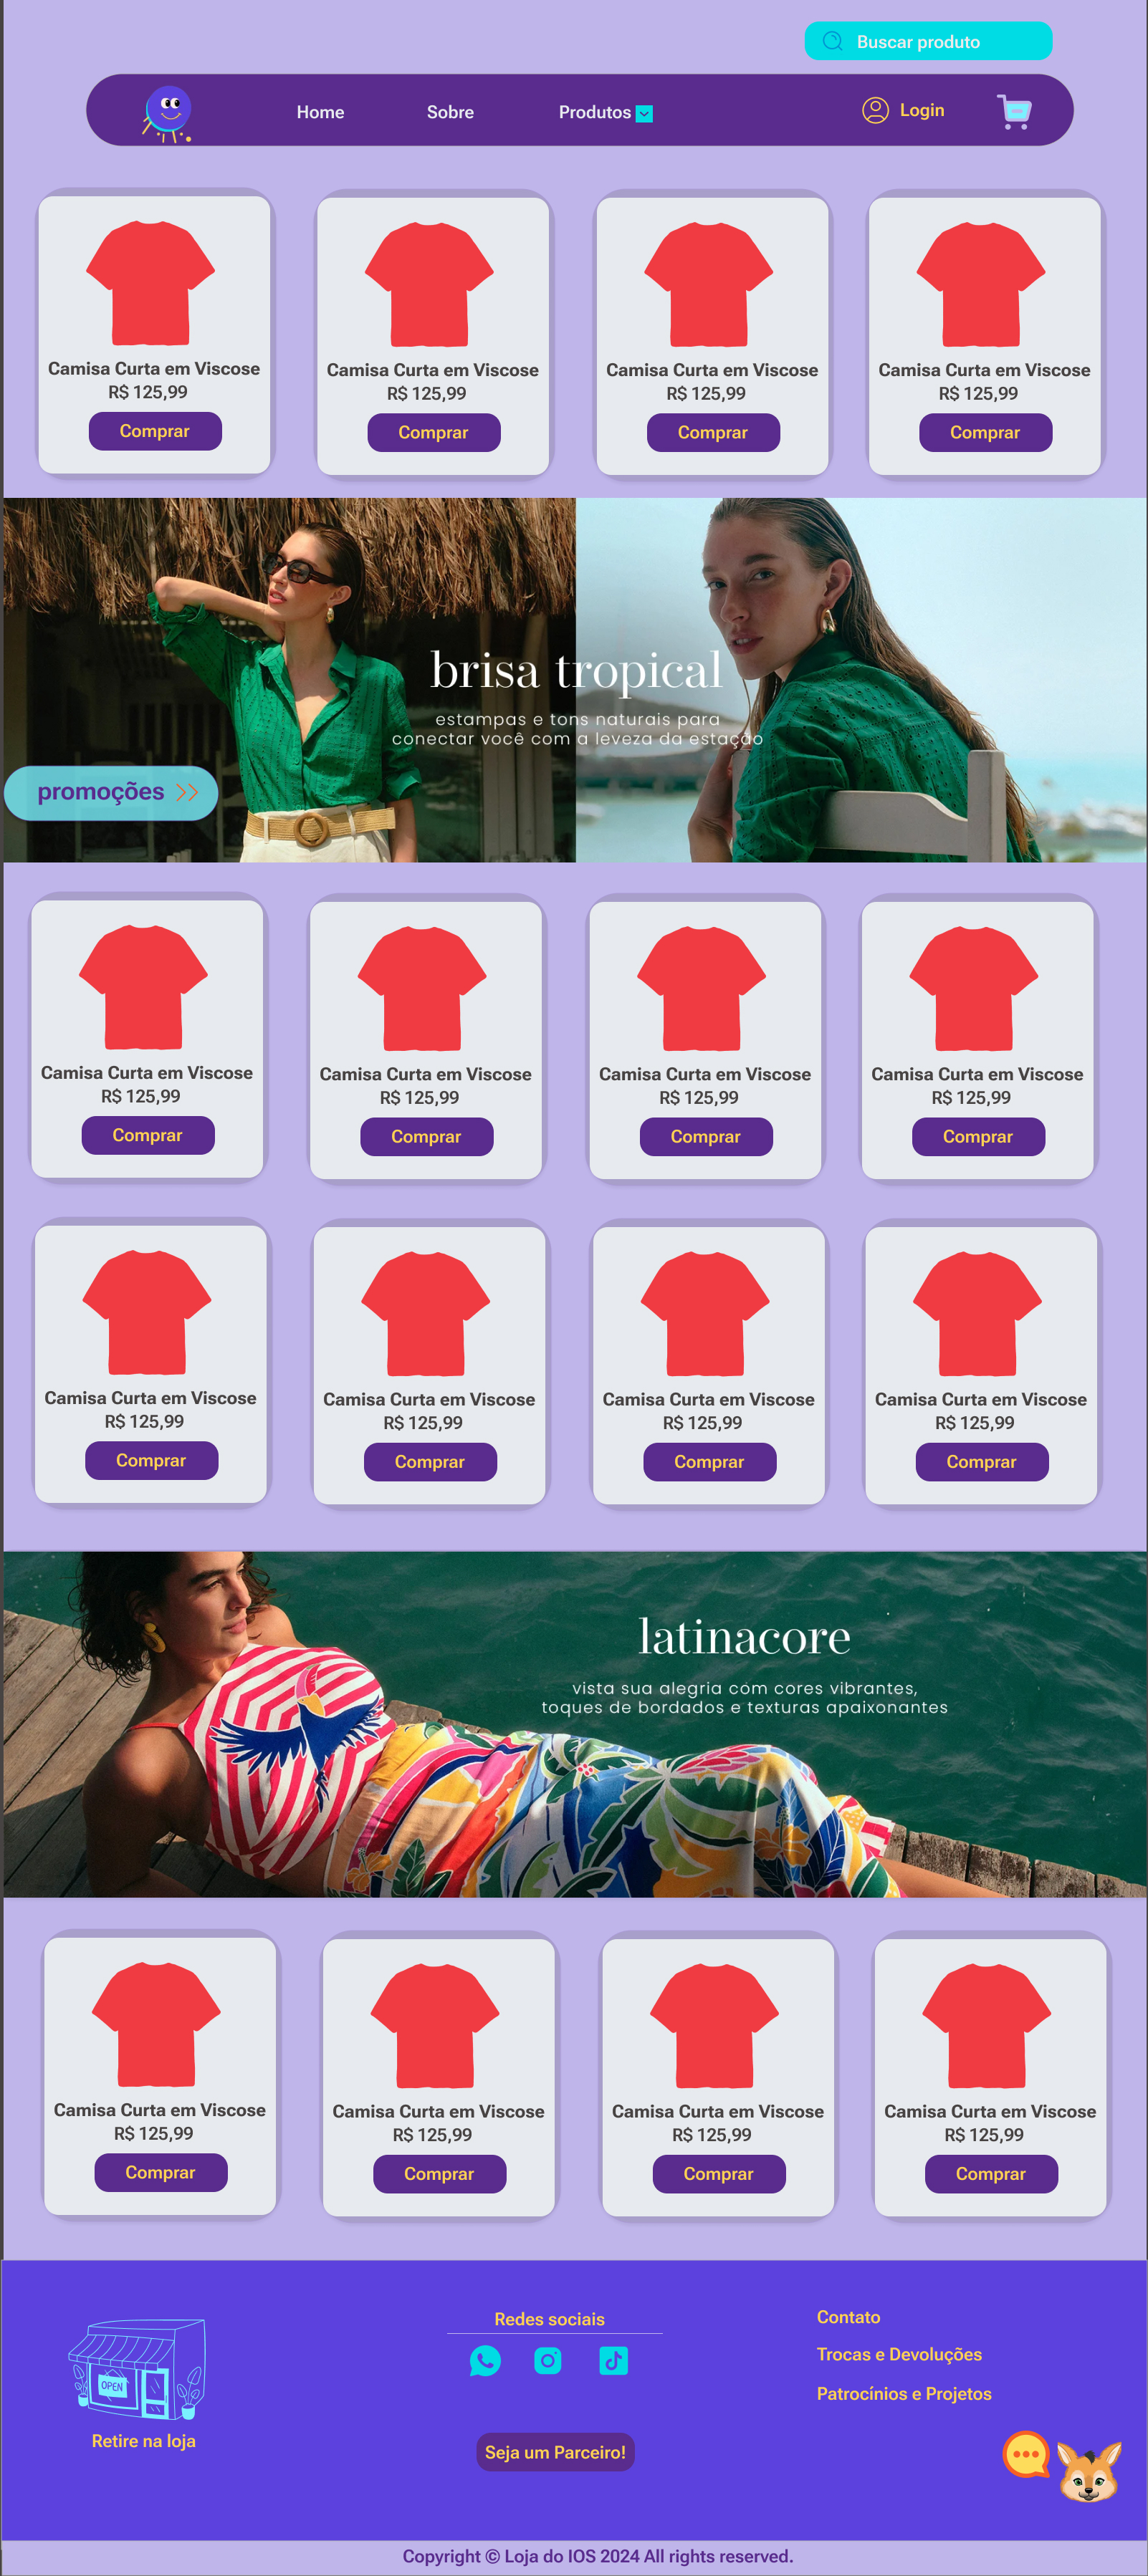 Buscar produto
Home
Sobre
Produtos
Login
Camisa Curta em Viscose
R$ 125,99
Comprar
Camisa Curta em Viscose
R$ 125,99
Comprar
Camisa Curta em Viscose
R$ 125,99
Comprar
Camisa Curta em Viscose
R$ 125,99
Comprar
brisa tropical
estampas e tons naturais para
conectar você com a leveza da estação
promoções
Camisa Curta em Viscose
R$ 125,99
Comprar
Camisa Curta em Viscose
R$ 125,99
Comprar
Camisa Curta em Viscose
R$ 125,99
Comprar
Camisa Curta em Viscose
R$ 125,99
Comprar
Camisa Curta em Viscose
R$ 125,99
Comprar
Camisa Curta em Viscose
R$ 125,99
Comprar
Camisa Curta em Viscose
R$ 125,99
Comprar
Camisa Curta em Viscose
R$ 125,99
Comprar
latinacore
vista sua alegria com cores vibrantes,
toques de bordados e texturas apaixonantes
Camisa Curta em Viscose
R$ 125,99
Comprar
Camisa Curta em Viscose
R$ 125,99
Comprar
Camisa Curta em Viscose
R$ 125,99
Comprar
Camisa Curta em Viscose
R$ 125,99
Comprar
OPEN
Retire na loja
Redes sociais
Seja um Parceiro!
Contato
Trocas e Devoluções
Patrocínios e Projetos
Copyright © Loja do IOS 2024 All rights reserved.